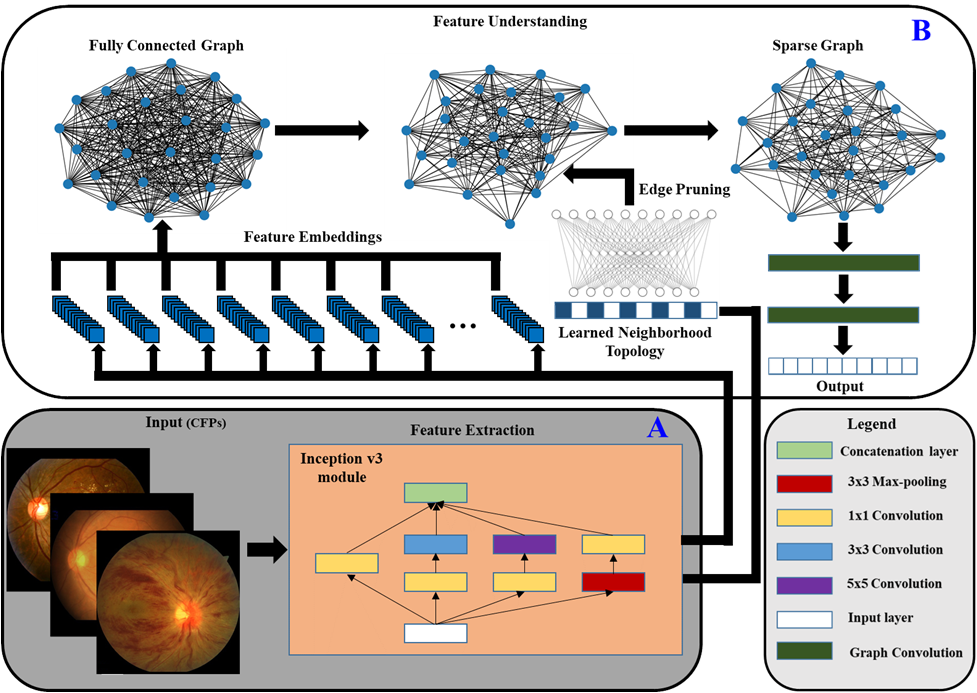 Feature Understanding
B
Fully Connected Graph
Sparse Graph
Edge Pruning
Feature Embeddings
...
Learned Neighborhood
Topology
Output
Input (CFPs)
A
Feature Extraction
Inception v3
module
Legend
Concatenation layer
3x3 Max-pooling
1x1 Convolution
3x3 Convolution
5x5 Convolution
Input layer
Graph Convolution